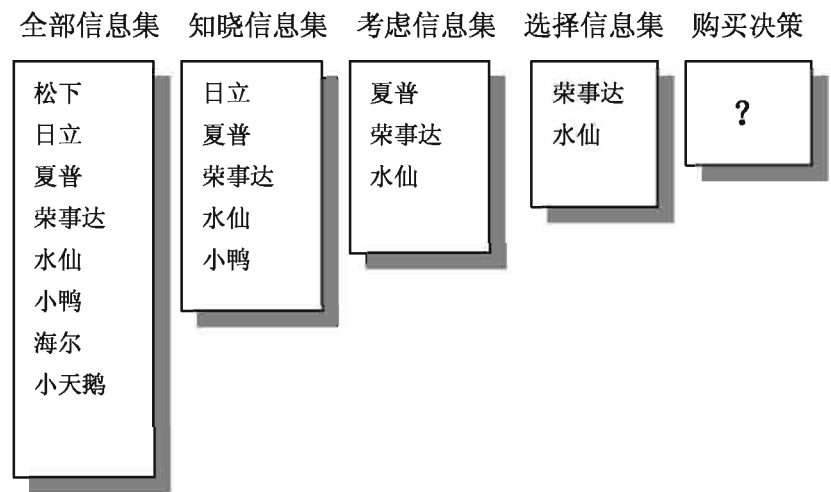 全部信息集 知晓信息集 考虑信息集 选择信息集 购买决策
松下
日立
夏普
荣事达
水仙
小鸭
海尔
小天鹅
日立
夏普
荣事达
水仙
小鸭
夏普
荣事达
水仙
荣事达
水仙
？